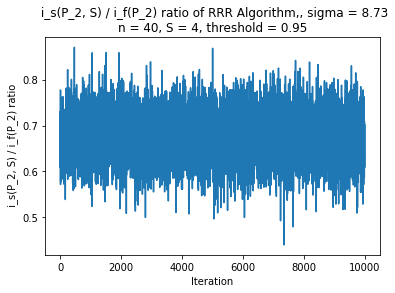 i_s(P_2, S) / i_f(P_2) ratio of RRR Algorithm,, sigma = 8.73
n = 40, S = 4, threshold = 0.95
i_s(P_2, S) / i_f(P_2) ratio
0.8
0.7
0.6
0.5
0 2000 4000 6000 8000 10000
Iteration